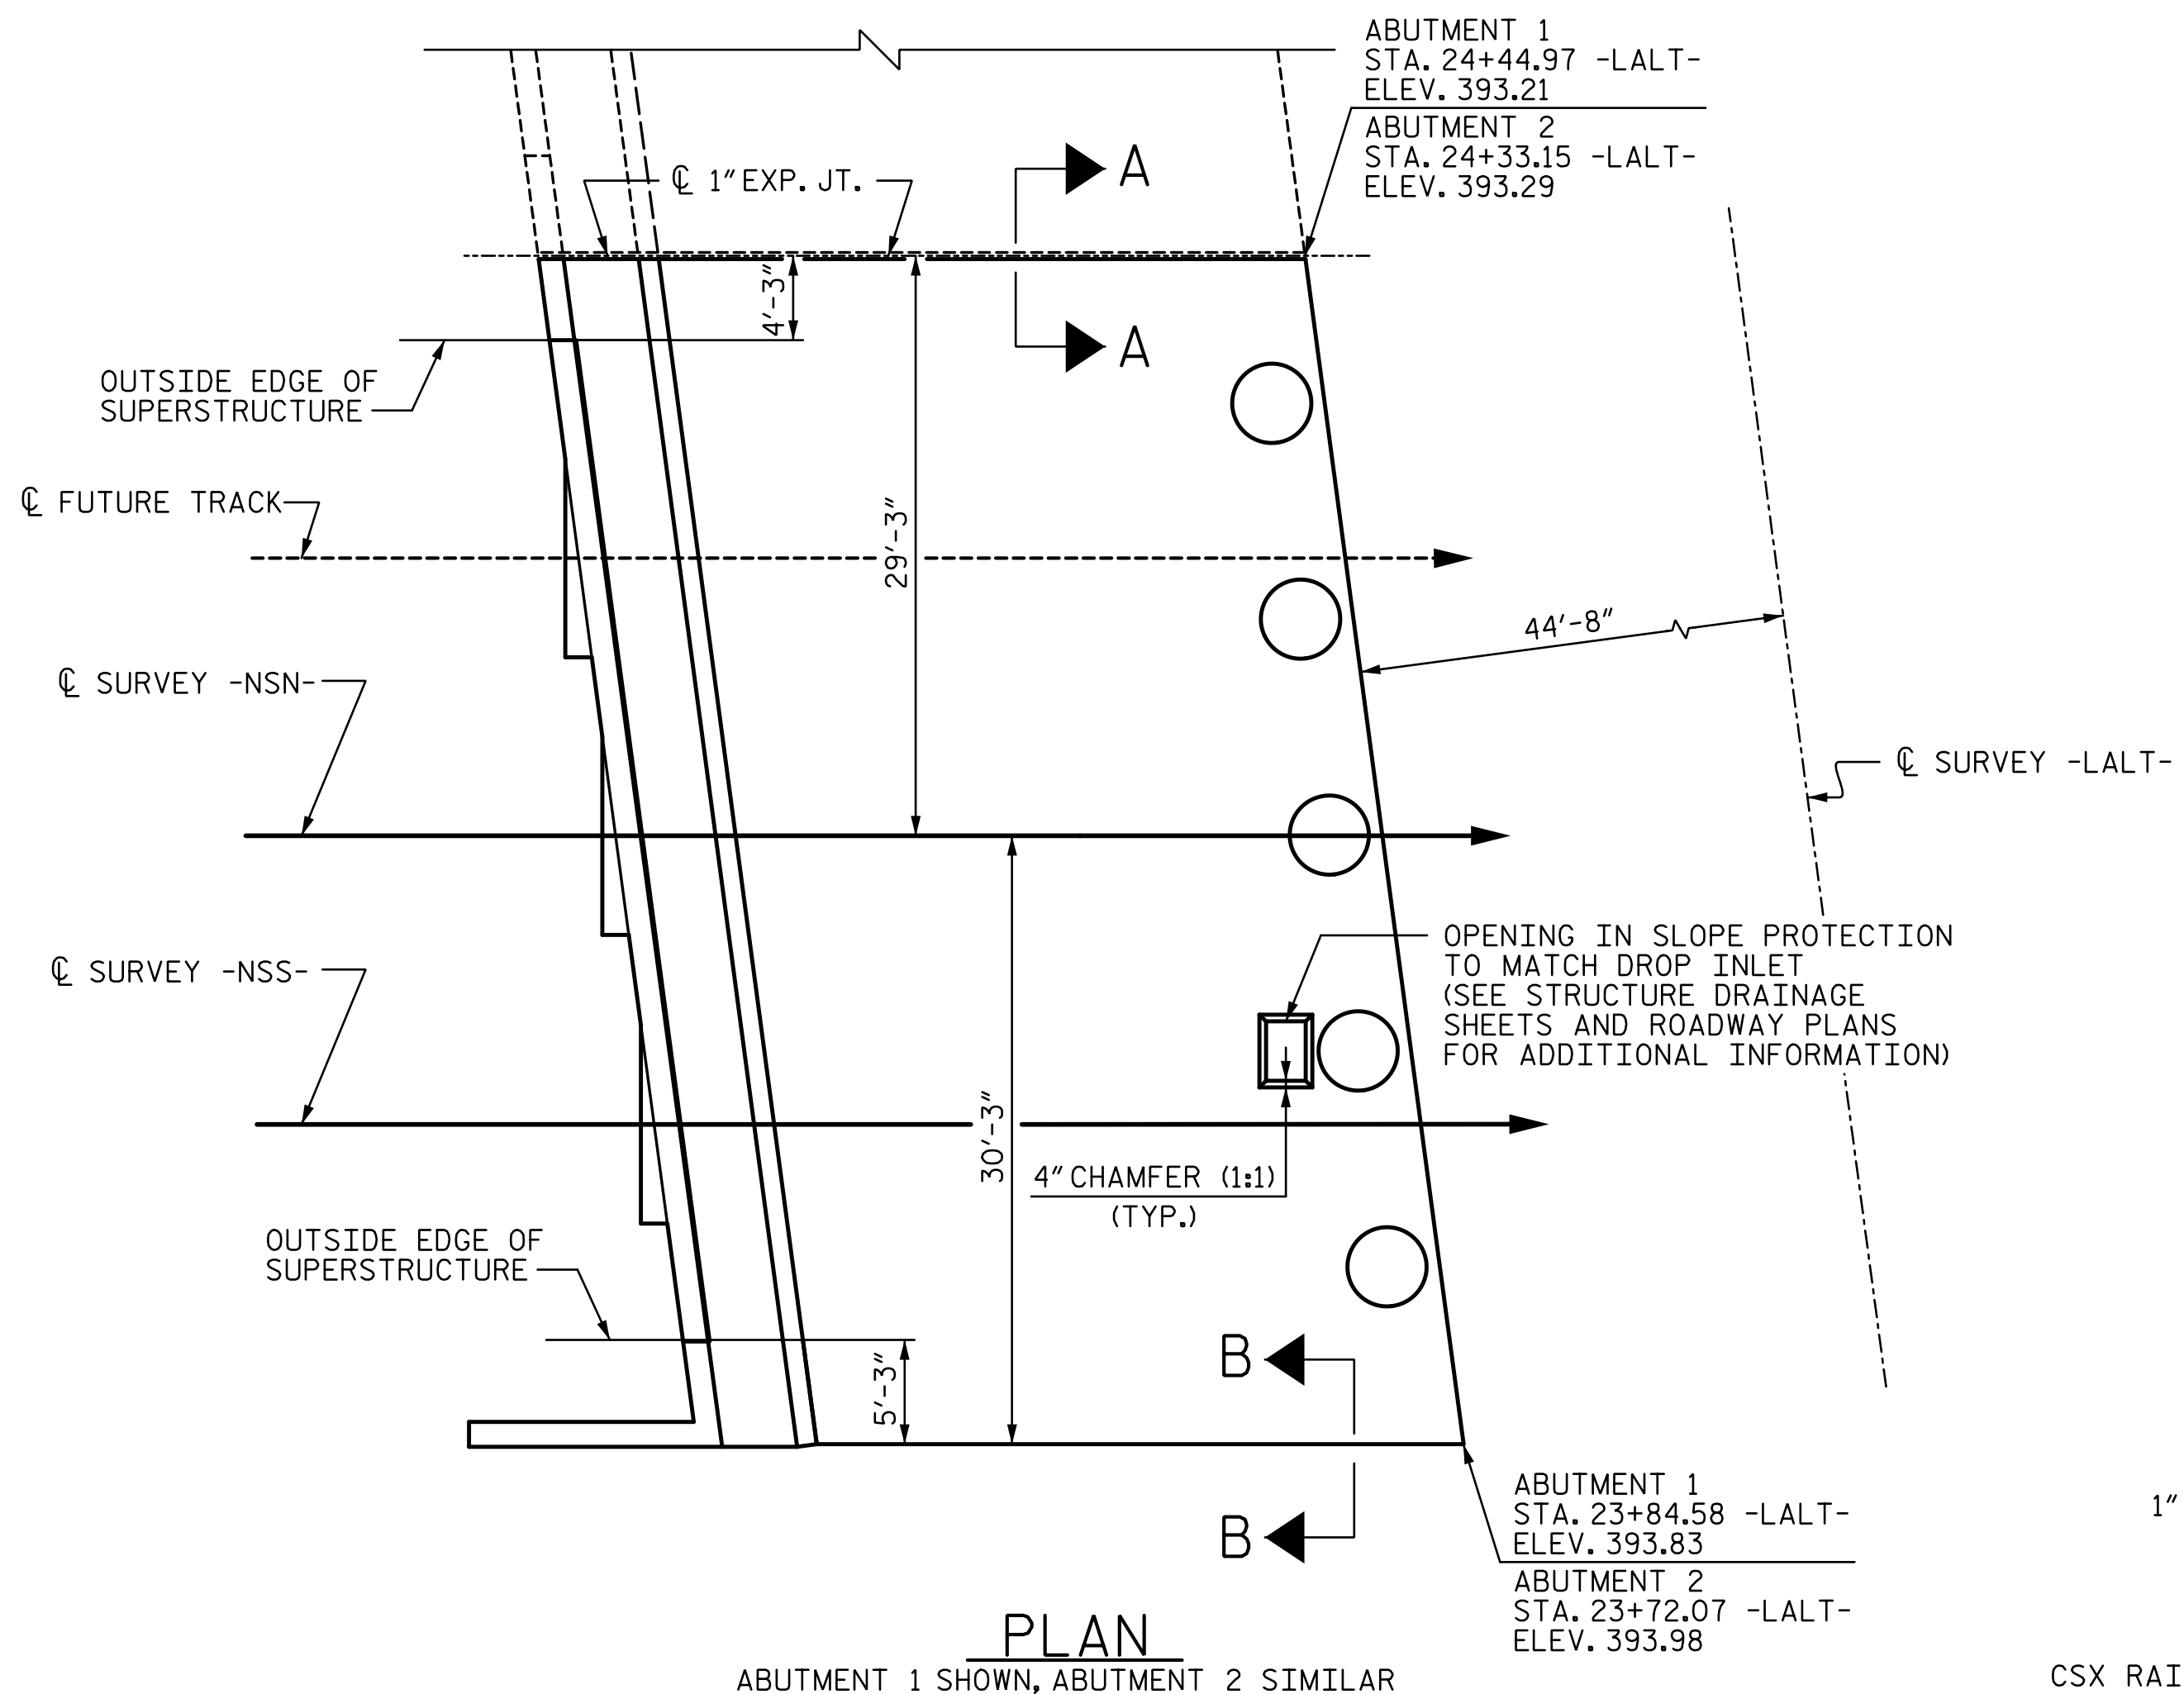 ABUTMENT 1
STA. 24+44.97 -LALT-
ELEV. 393.21
ABUTMENT 2
STA. 24+33.15 -LALT-
ELEV. 393.29
℄ 1" EXP. JT.
A
A
4'-3"
OUTSIDE EDGE OF
SUPERSTRUCTURE
℄ FUTURE TRACK
29'-3"
44'-8"
℄ SURVEY -NSN-
℄ SURVEY -LALT-
OPENING IN SLOPE PROTECTION
TO MATCH DROP INLET
(SEE STRUCTURE DRAINAGE
SHEETS AND ROADWAY PLANS
FOR ADDITIONAL INFORMATION)
℄ SURVEY -NSS-
30'-3"
4" CHAMFER (1:1)
(TYP.)
OUTSIDE EDGE OF
SUPERSTRUCTURE
5'-3"
B
B
ABUTMENT 1
STA. 23+84.58 -LALT-
ELEV. 393.83
ABUTMENT 2
STA. 23+72.07 -LALT-
ELEV. 393.98
1"
PLAN
ABUTMENT 1 SHOWN, ABUTMENT 2 SIMILAR
CSX RAI